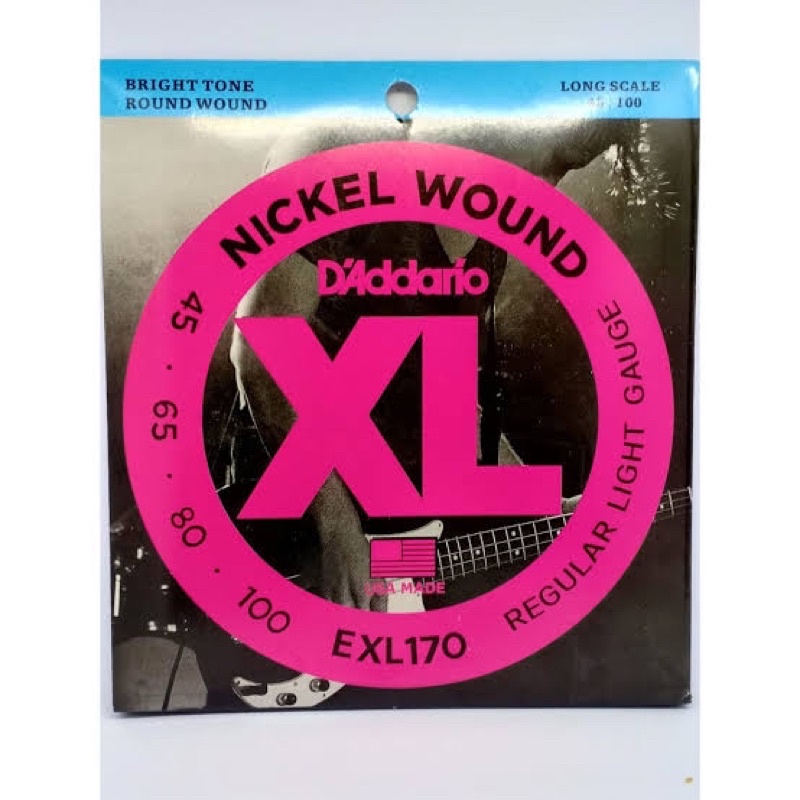 BRIGHT TONE
ROUND WOUND
LONG SCALE
45-100
NICKEL WOUND
D'Addario
XL
45 · 65 · 80 · 100
REGULAR LIGHT GAUGE
USA MADE
EXL170